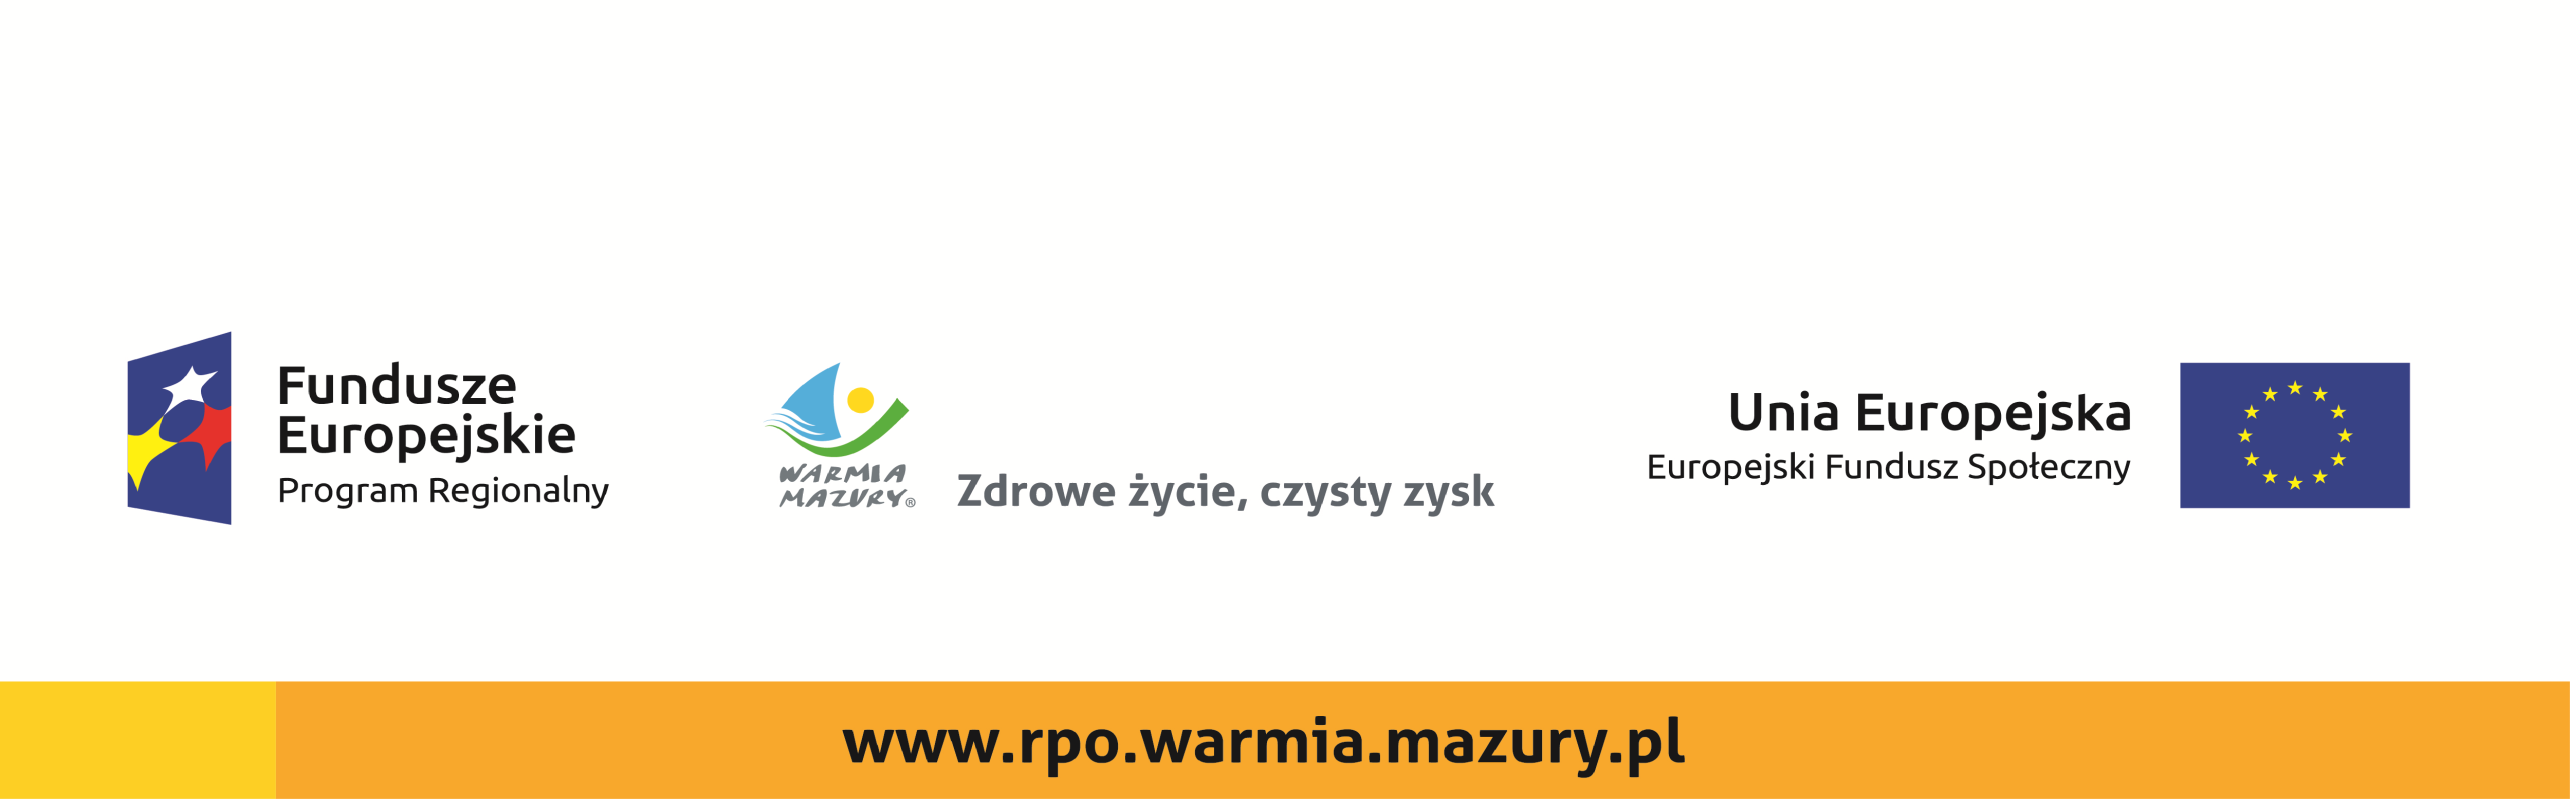 Fundusze
Europejskie
Program Regionalny
WARMIA
MAZURY®
Zdrowe życie, czysty zysk
Unia Europejska
Europejski Fundusz Społeczny
www.rpo.warmia.mazury.pl